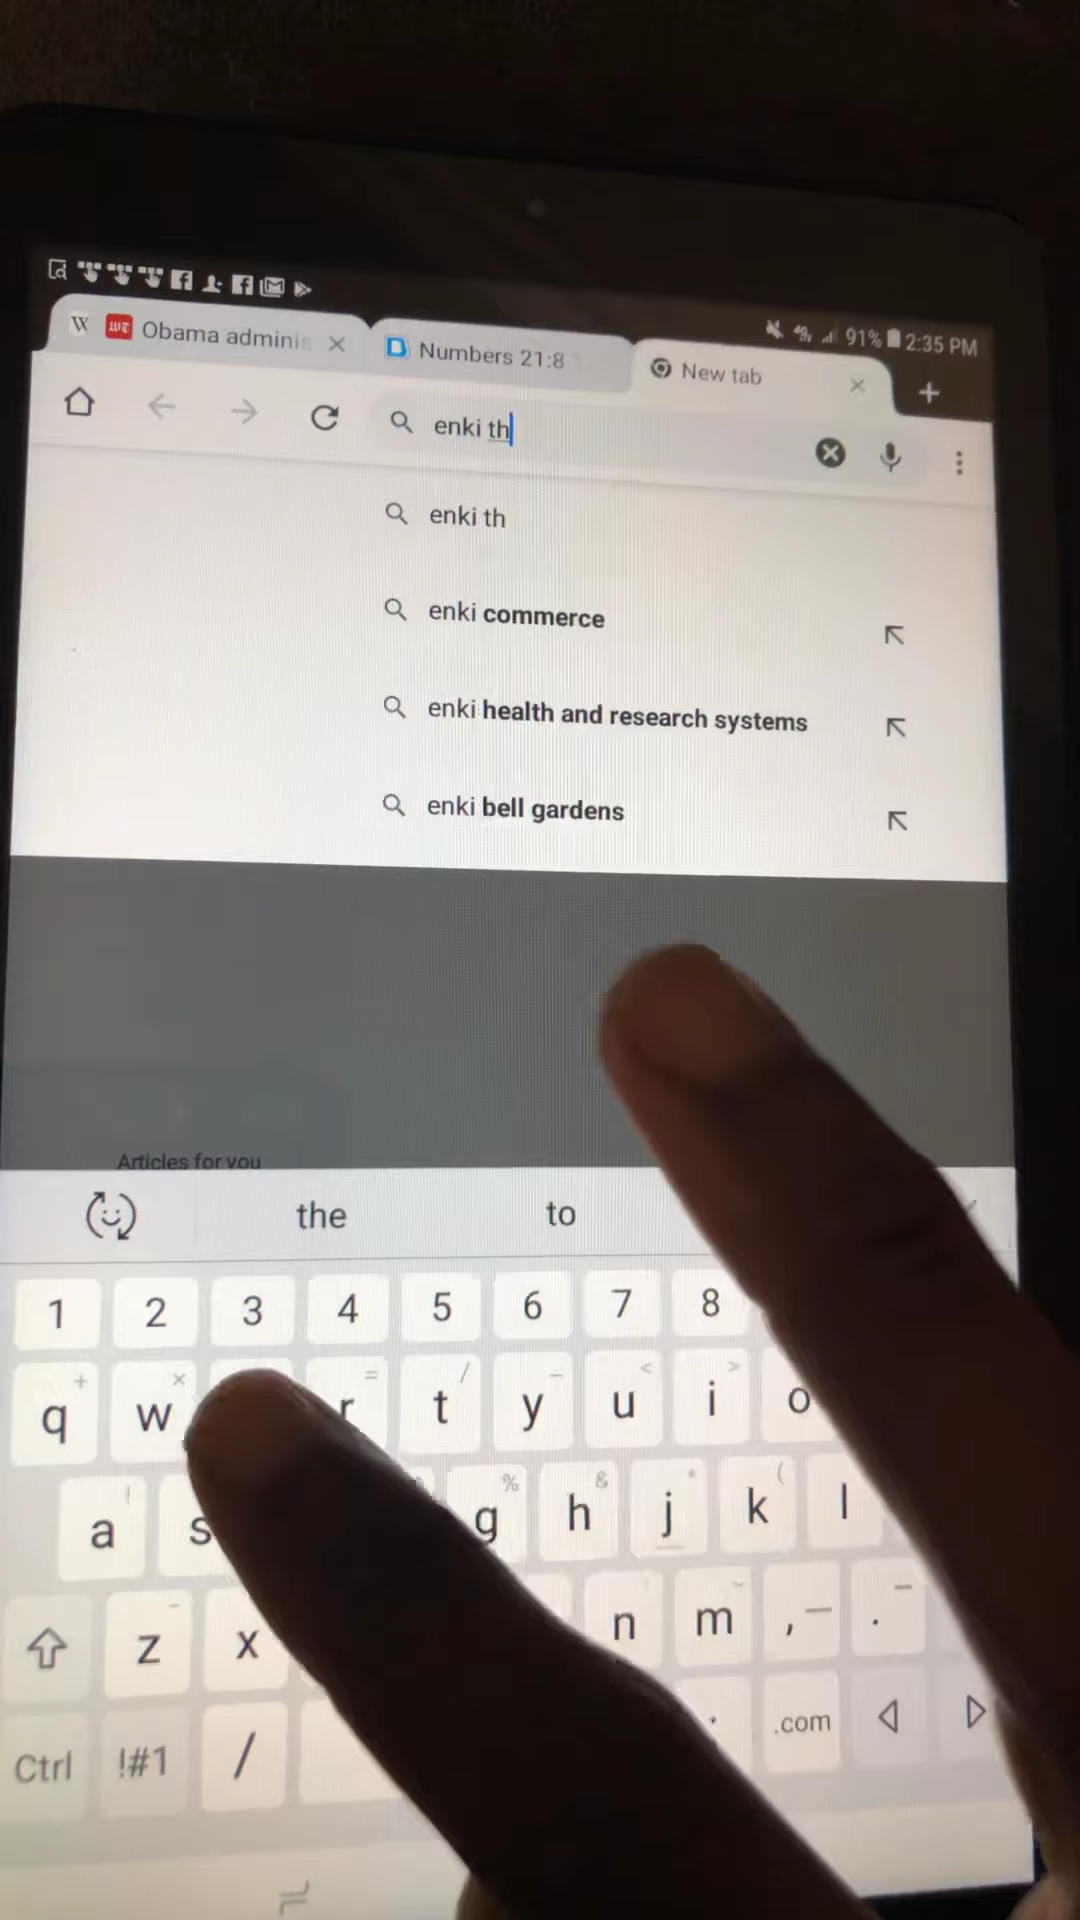 91% 2:35 PM
W WT Obama adminis
Numbers 21:8
New tab
enki th
enki th
enki commerce
enki health and research systems
enki bell gardens
Articles for you
the to
1 2 3 4 5 6 7 8
q w r t y u i o
a s g h j k l
z x n m , .
Ctrl !#1 / .com